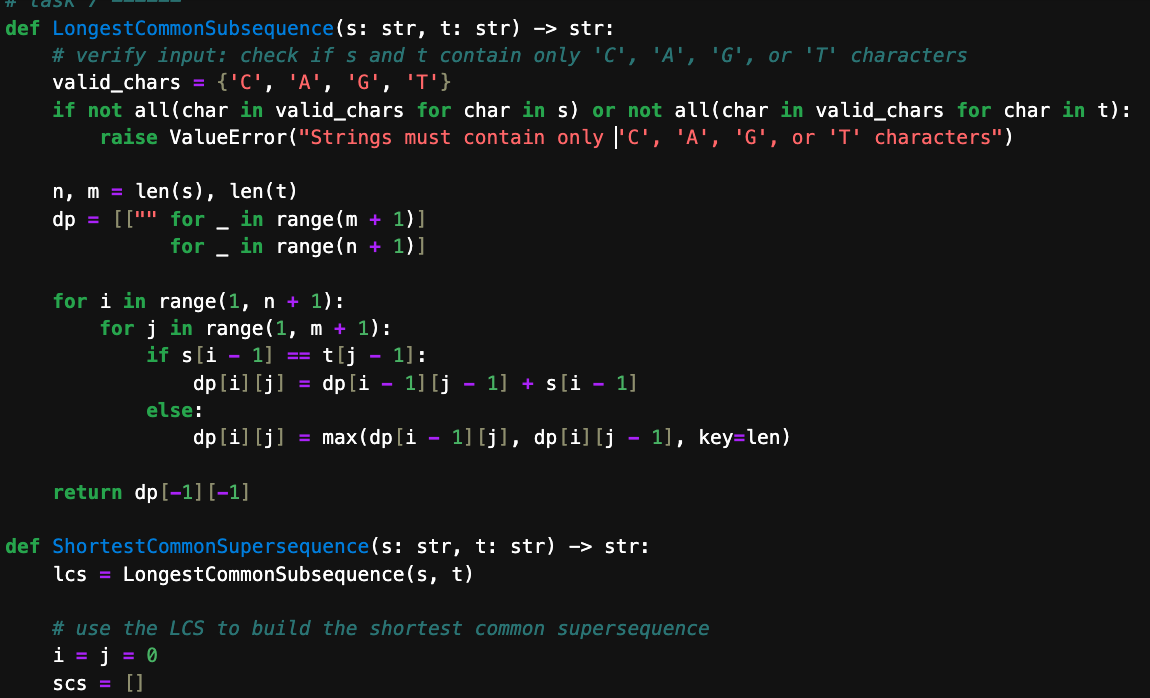 # task 7 ======
def LongestCommonSubsequence(s: str, t: str) -> str:
    # verify input: check if s and t contain only 'C', 'A', 'G', or 'T' characters
    valid_chars = {'C', 'A', 'G', 'T'}
    if not all(char in valid_chars for char in s) or not all(char in valid_chars for char in t):
        raise ValueError("Strings must contain only 'C', 'A', 'G', or 'T' characters")

    n, m = len(s), len(t)
    dp = [["" for _ in range(m + 1)]
              for _ in range(n + 1)]

    for i in range(1, n + 1):
        for j in range(1, m + 1):
            if s[i - 1] == t[j - 1]:
                dp[i][j] = dp[i - 1][j - 1] + s[i - 1]
            else:
                dp[i][j] = max(dp[i - 1][j], dp[i][j - 1], key=len)

    return dp[-1][-1]

def ShortestCommonSupersequence(s: str, t: str) -> str:
    lcs = LongestCommonSubsequence(s, t)

    # use the LCS to build the shortest common supersequence
    i = j = 0
    scs = []